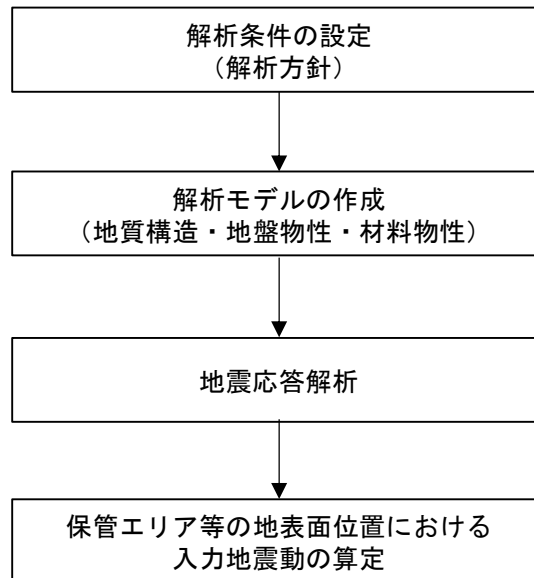 解析条件の設定
（解析方針）
解析モデルの作成
（地質構造・地盤物性・材料物性）
地震応答解析
保管エリア等の地表面位置における
入力地震動の算定